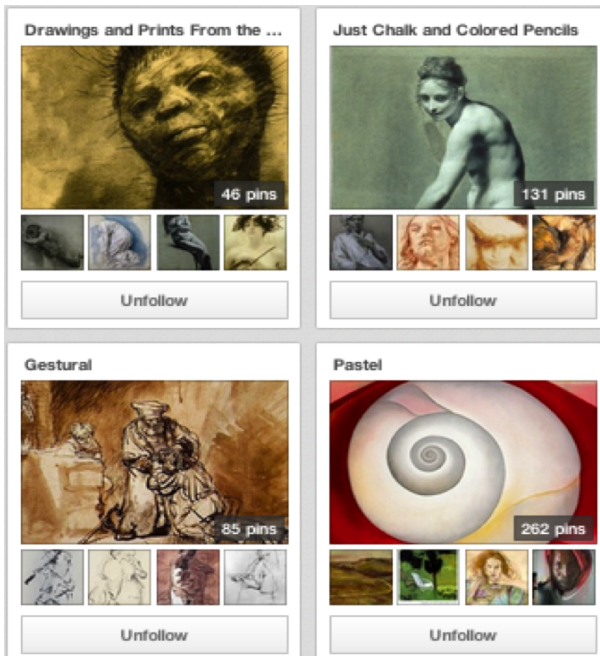 Drawings and Prints From the ...
46 pins
Unfollow
Just Chalk and Colored Pencils
131 pins
Unfollow
Gestural
85 pins
Unfollow
Pastel
262 pins
Unfollow